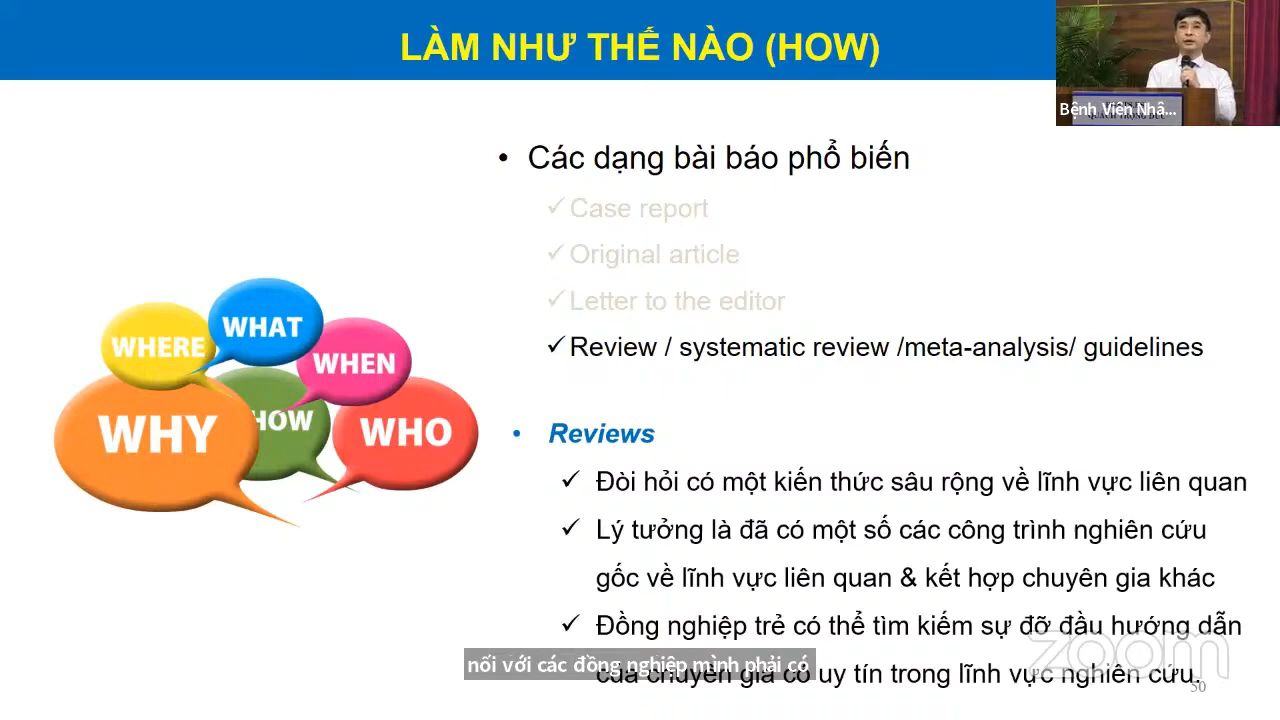 LÀM NHƯ THẾ NÀO (HOW)
Bệnh Viện Nhâ...
QUÁCH TRỌNG ĐỨC
• Các dạng bài báo phổ biến
✓ Case report
✓ Original article
✓ Letter to the editor
✓ Review / systematic review /meta-analysis/ guidelines
WHERE
WHAT
WHEN
WHY
HOW
WHO
• Reviews
✓ Đòi hỏi có một kiến thức sâu rộng về lĩnh vực liên quan
✓ Lý tưởng là đã có một số các công trình nghiên cứu
gốc về lĩnh vực liên quan & kết hợp chuyên gia khác
✓ Đồng nghiệp trẻ có thể tìm kiếm sự đỡ đầu hướng dẫn
của chuyên gia có uy tín trong lĩnh vực nghiên cứu.
nối với các đồng nghiệp mình phải có
zoom
50